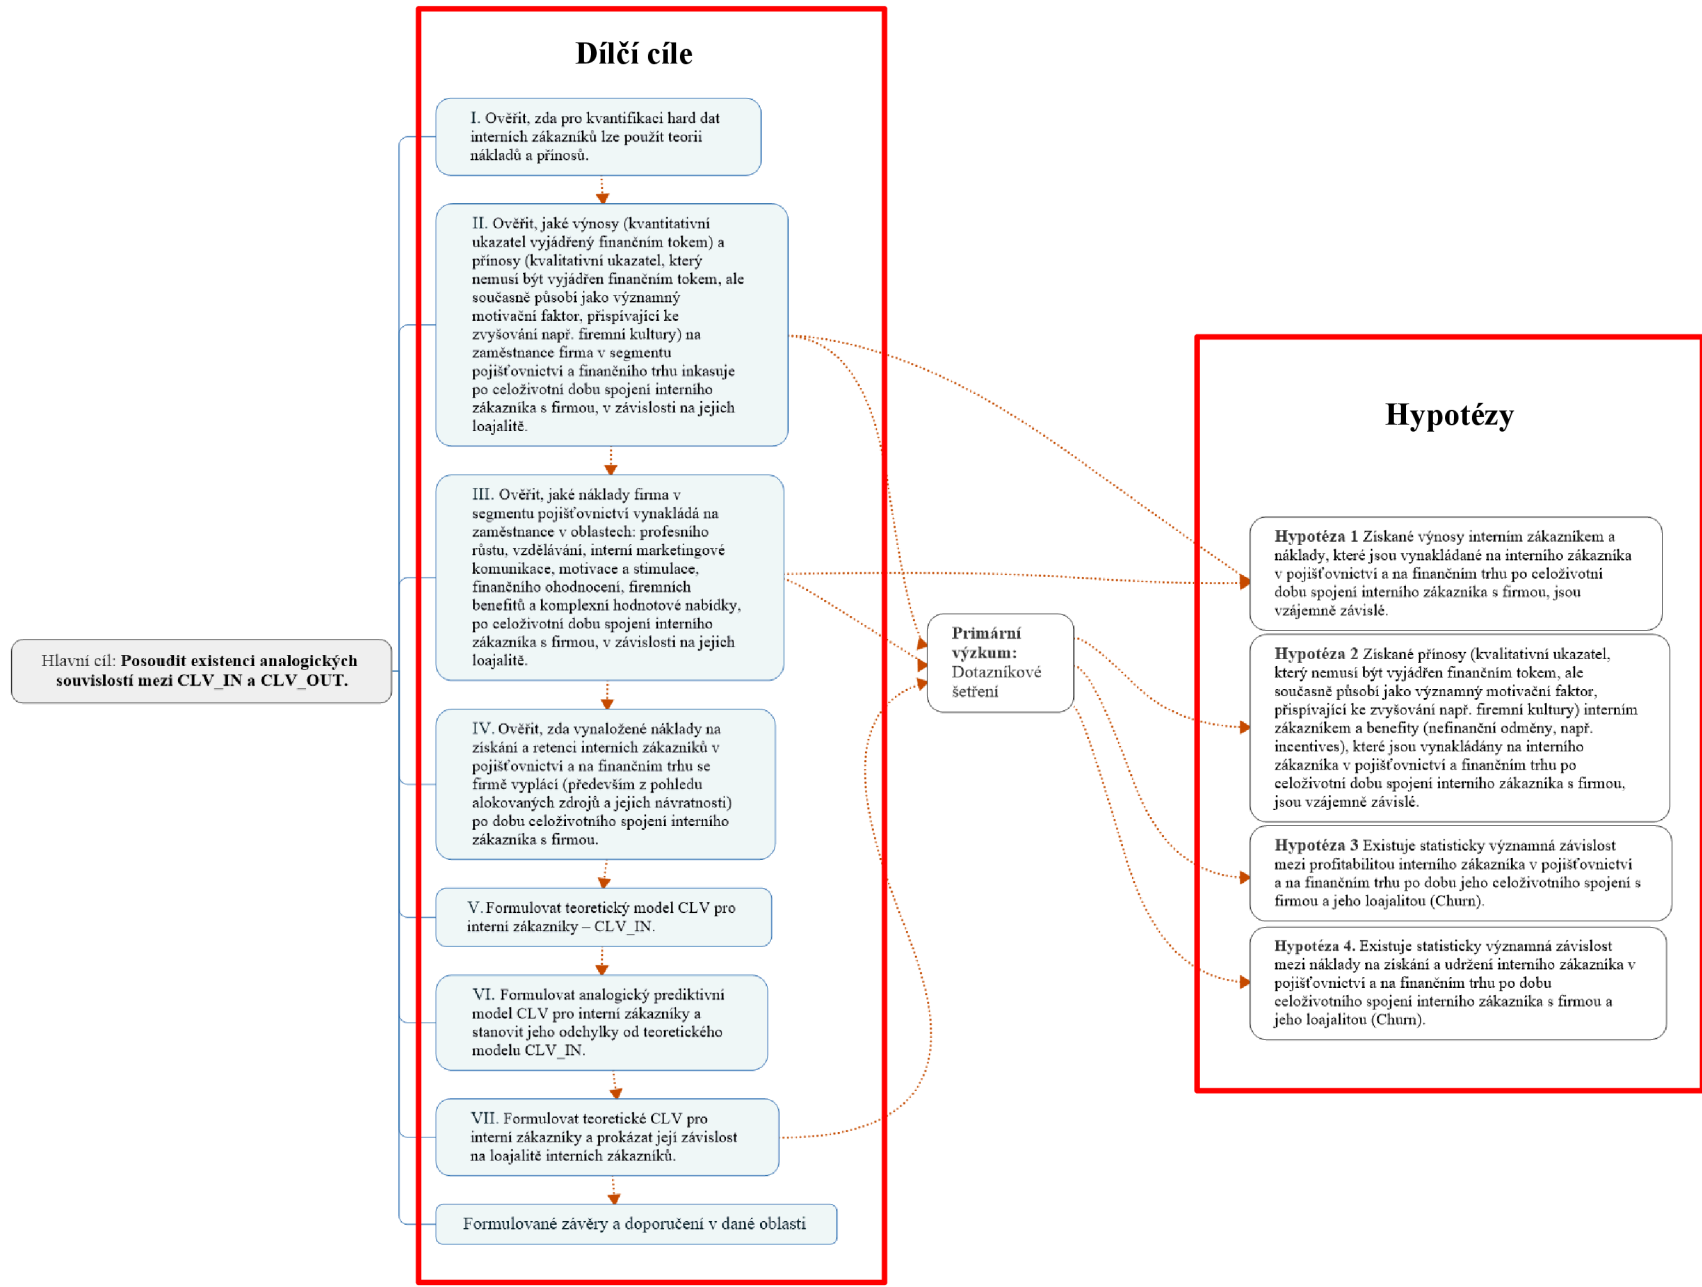 Dílčí cíle
I. Ověřit, zda pro kvantifikaci hard dat
interních zákazníků lze použít teorii
nákladů a přínosů.
II. Ověřit, jaké výnosy (kvantitativní
ukazatel vyjádřený finančním tokem) a
přínosy (kvalitativní ukazatel, který
nemusí být vyjádřen finančním tokem, ale
současně působí jako významný
motivační faktor, přispívající ke
zvyšování např. firemní kultury) na
zaměstnance firma v segmentu
pojišťovnictví a finančního trhu inkasuje
po celoživotní dobu spojení interního
zákazníka s firmou, v závislosti na jejich
loajalitě.
III. Ověřit, jaké náklady firma v
segmentu pojišťovnictví vynakládá na
zaměstnance v oblastech: profesního
růstu, vzdělávání, interní marketingové
komunikace, motivace a stimulace,
finančního ohodnocení, firemních
benefitů a komplexní hodnotové nabídky,
po celoživotní dobu spojení interního
zákazníka s firmou, v závislosti na jejich
loajalitě.
Hlavní cíl: Posoudit existenci analogických
souvislostí mezi CLV_IN a CLV_OUT.
IV. Ověřit, zda vynaložené náklady na
získání a retenci interních zákazníků v
pojišťovnictví a na finančním trhu se
firmě vyplácí (především z pohledu
alokovaných zdrojů a jejich návratnosti)
po dobu celoživotního spojení interního
zákazníka s firmou.
V. Formulovat teoretický model CLV pro
interní zákazníky – CLV_IN.
VI. Formulovat analogický prediktivní
model CLV pro interní zákazníky a
stanovit jeho odchylky od teoretického
modelu CLV_IN.
VII. Formulovat teoretické CLV pro
interní zákazníky a prokázat její závislost
na loajalitě interních zákazníků.
Formulované závěry a doporučení v dané oblasti
Primární
výzkum:
Dotazníkové
šetření
Hypotézy
Hypotéza 1 Získané výnosy interním zákazníkem a
náklady, které jsou vynakládané na interního zákazníka
v pojišťovnictví a na finančním trhu po celoživotní
dobu spojení interního zákazníka s firmou, jsou
vzájemně závislé.
Hypotéza 2 Získané přínosy (kvalitativní ukazatel,
který nemusí být vyjádřen finančním tokem, ale
současně působí jako významný motivační faktor,
přispívající ke zvyšování např. firemní kultury) interním
zákazníkem a benefity (nefinanční odměny, např.
incentives), které jsou vynakládány na interního
zákazníka v pojišťovnictví a finančním trhu po
celoživotní dobu spojení interního zákazníka s firmou,
jsou vzájemně závislé.
Hypotéza 3 Existuje statisticky významná závislost
mezi profitabilitou interního zákazníka v pojišťovnictví
a na finančním trhu po dobu jeho celoživotního spojení s
firmou a jeho loajalitou (Churn).
Hypotéza 4. Existuje statisticky významná závislost
mezi náklady na získání a udržení interního zákazníka v
pojišťovnictví a na finančním trhu po dobu
celoživotního spojení interního zákazníka s firmou a
jeho loajalitou (Churn).